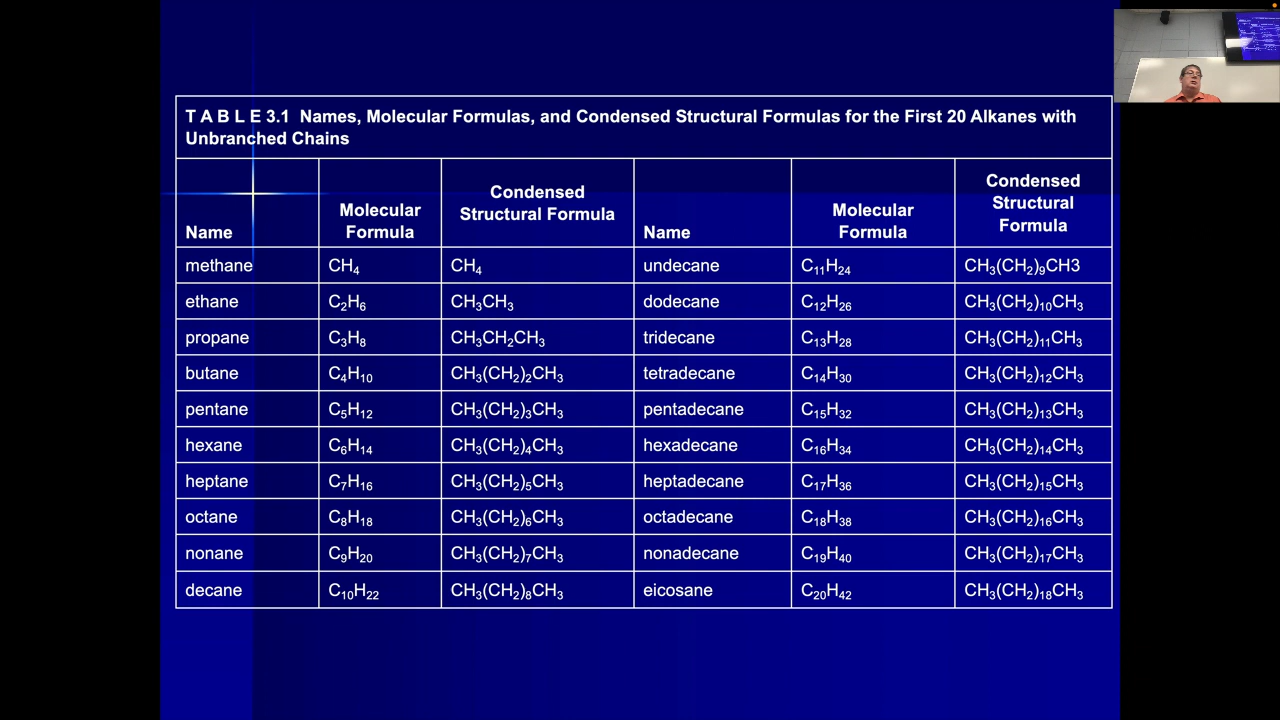 T A B L E 3.1 Names, Molecular Formulas, and Condensed Structural Formulas for the First 20 Alkanes with
Unbranched Chains
Name Molecular Formula Condensed Structural Formula Name Molecular Formula Condensed Structural Formula
methane CH₄ CH₄ undecane C₁₁H₂₄ CH₃(CH₂)₉CH3
ethane C₂H₆ CH₃CH₃ dodecane C₁₂H₂₆ CH₃(CH₂)₁₀CH₃
propane C₃H₈ CH₃CH₂CH₃ tridecane C₁₃H₂₈ CH₃(CH₂)₁₁CH₃
butane C₄H₁₀ CH₃(CH₂)₂CH₃ tetradecane C₁₄H₃₀ CH₃(CH₂)₁₂CH₃
pentane C₅H₁₂ CH₃(CH₂)₃CH₃ pentadecane C₁₅H₃₂ CH₃(CH₂)₁₃CH₃
hexane C₆H₁₄ CH₃(CH₂)₄CH₃ hexadecane C₁₆H₃₄ CH₃(CH₂)₁₄CH₃
heptane C₇H₁₆ CH₃(CH₂)₅CH₃ heptadecane C₁₇H₃₆ CH₃(CH₂)₁₅CH₃
octane C₈H₁₈ CH₃(CH₂)₆CH₃ octadecane C₁₈H₃₈ CH₃(CH₂)₁₆CH₃
nonane C₉H₂₀ CH₃(CH₂)₇CH₃ nonadecane C₁₉H₄₀ CH₃(CH₂)₁₇CH₃
decane C₁₀H₂₂ CH₃(CH₂)₈CH₃ eicosane C₂₀H₄₂ CH₃(CH₂)₁₈CH₃